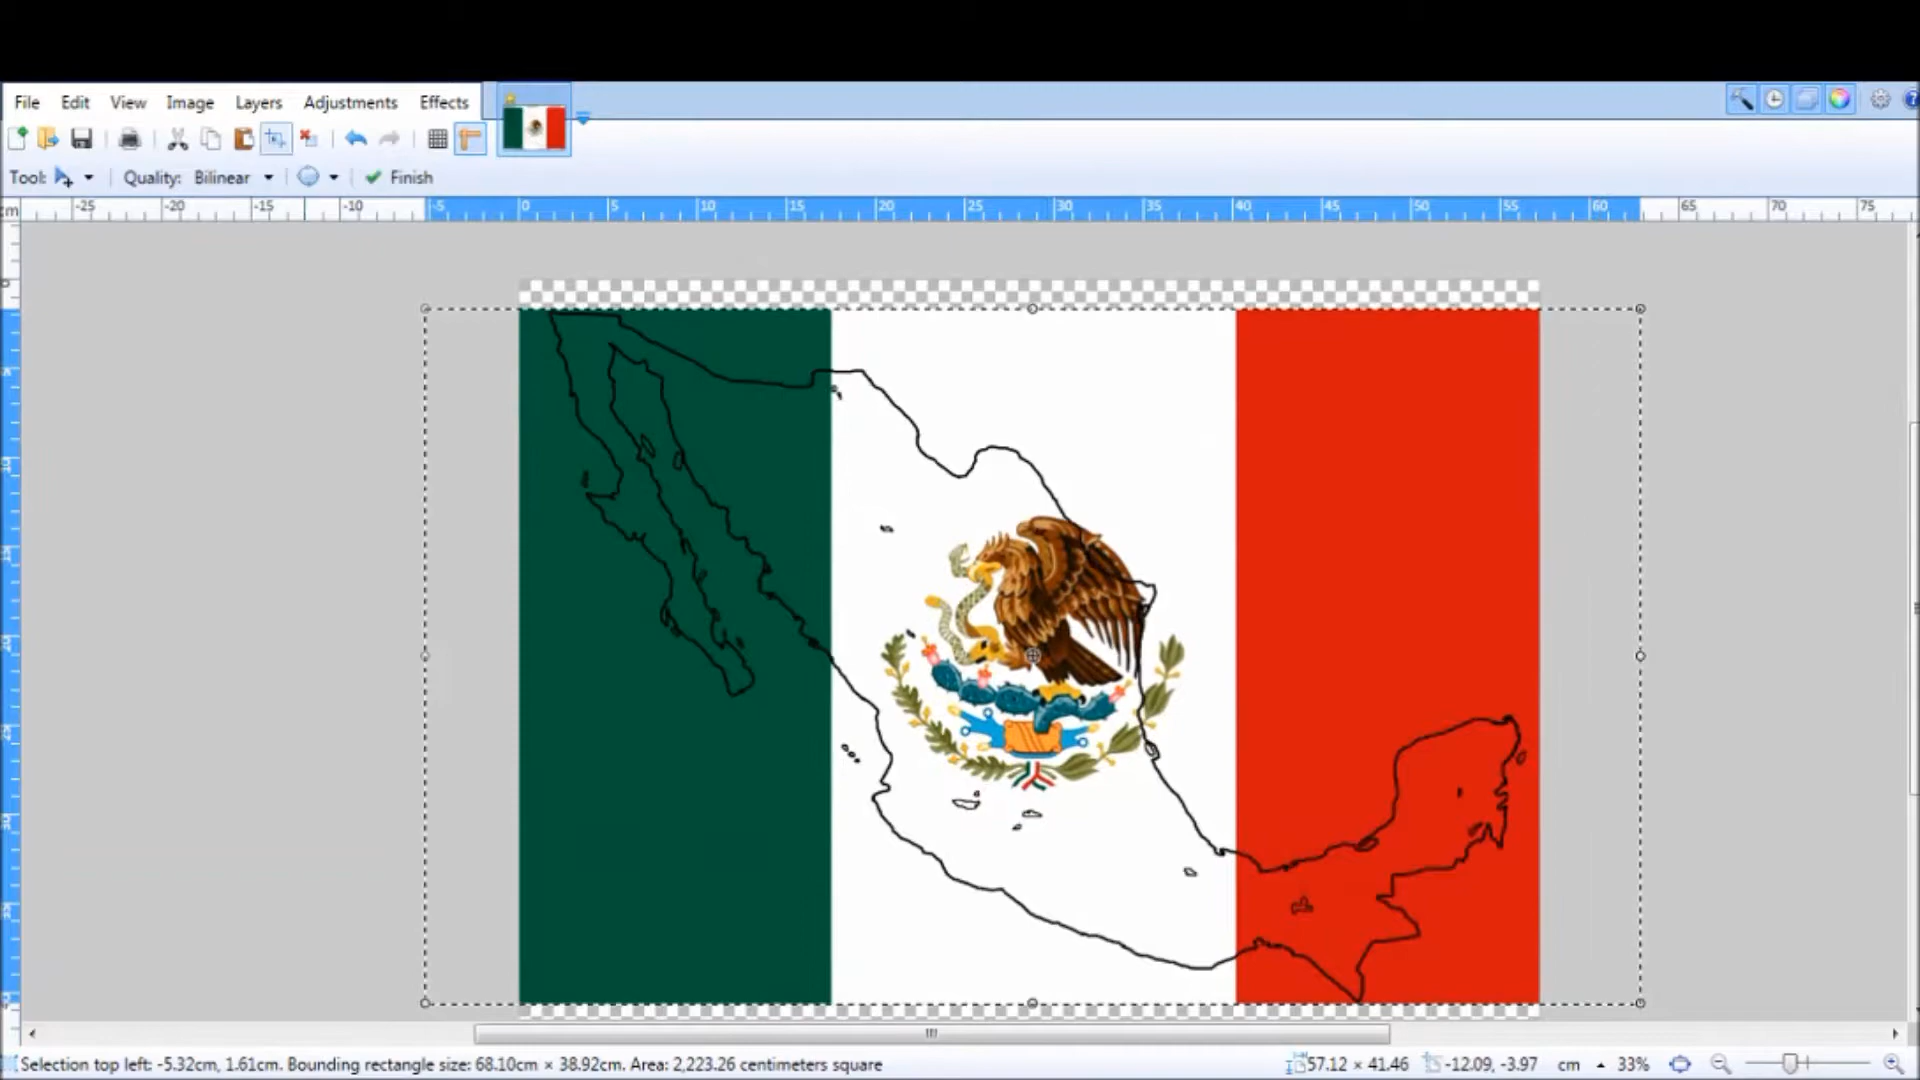 File Edit View Image Layers Adjustments Effects
Tool: Quality: Bilinear Finish
cm -25 -20 -15 -10 -5 0 5 10 15 20 25 30 35 40 45 50 55 60 65 70 75
Selection top left: -5.32cm, 1.61cm. Bounding rectangle size: 68.10cm × 38.92cm. Area: 2,223.26 centimeters square 57.12 × 41.46 -12.09, -3.97 cm 33%